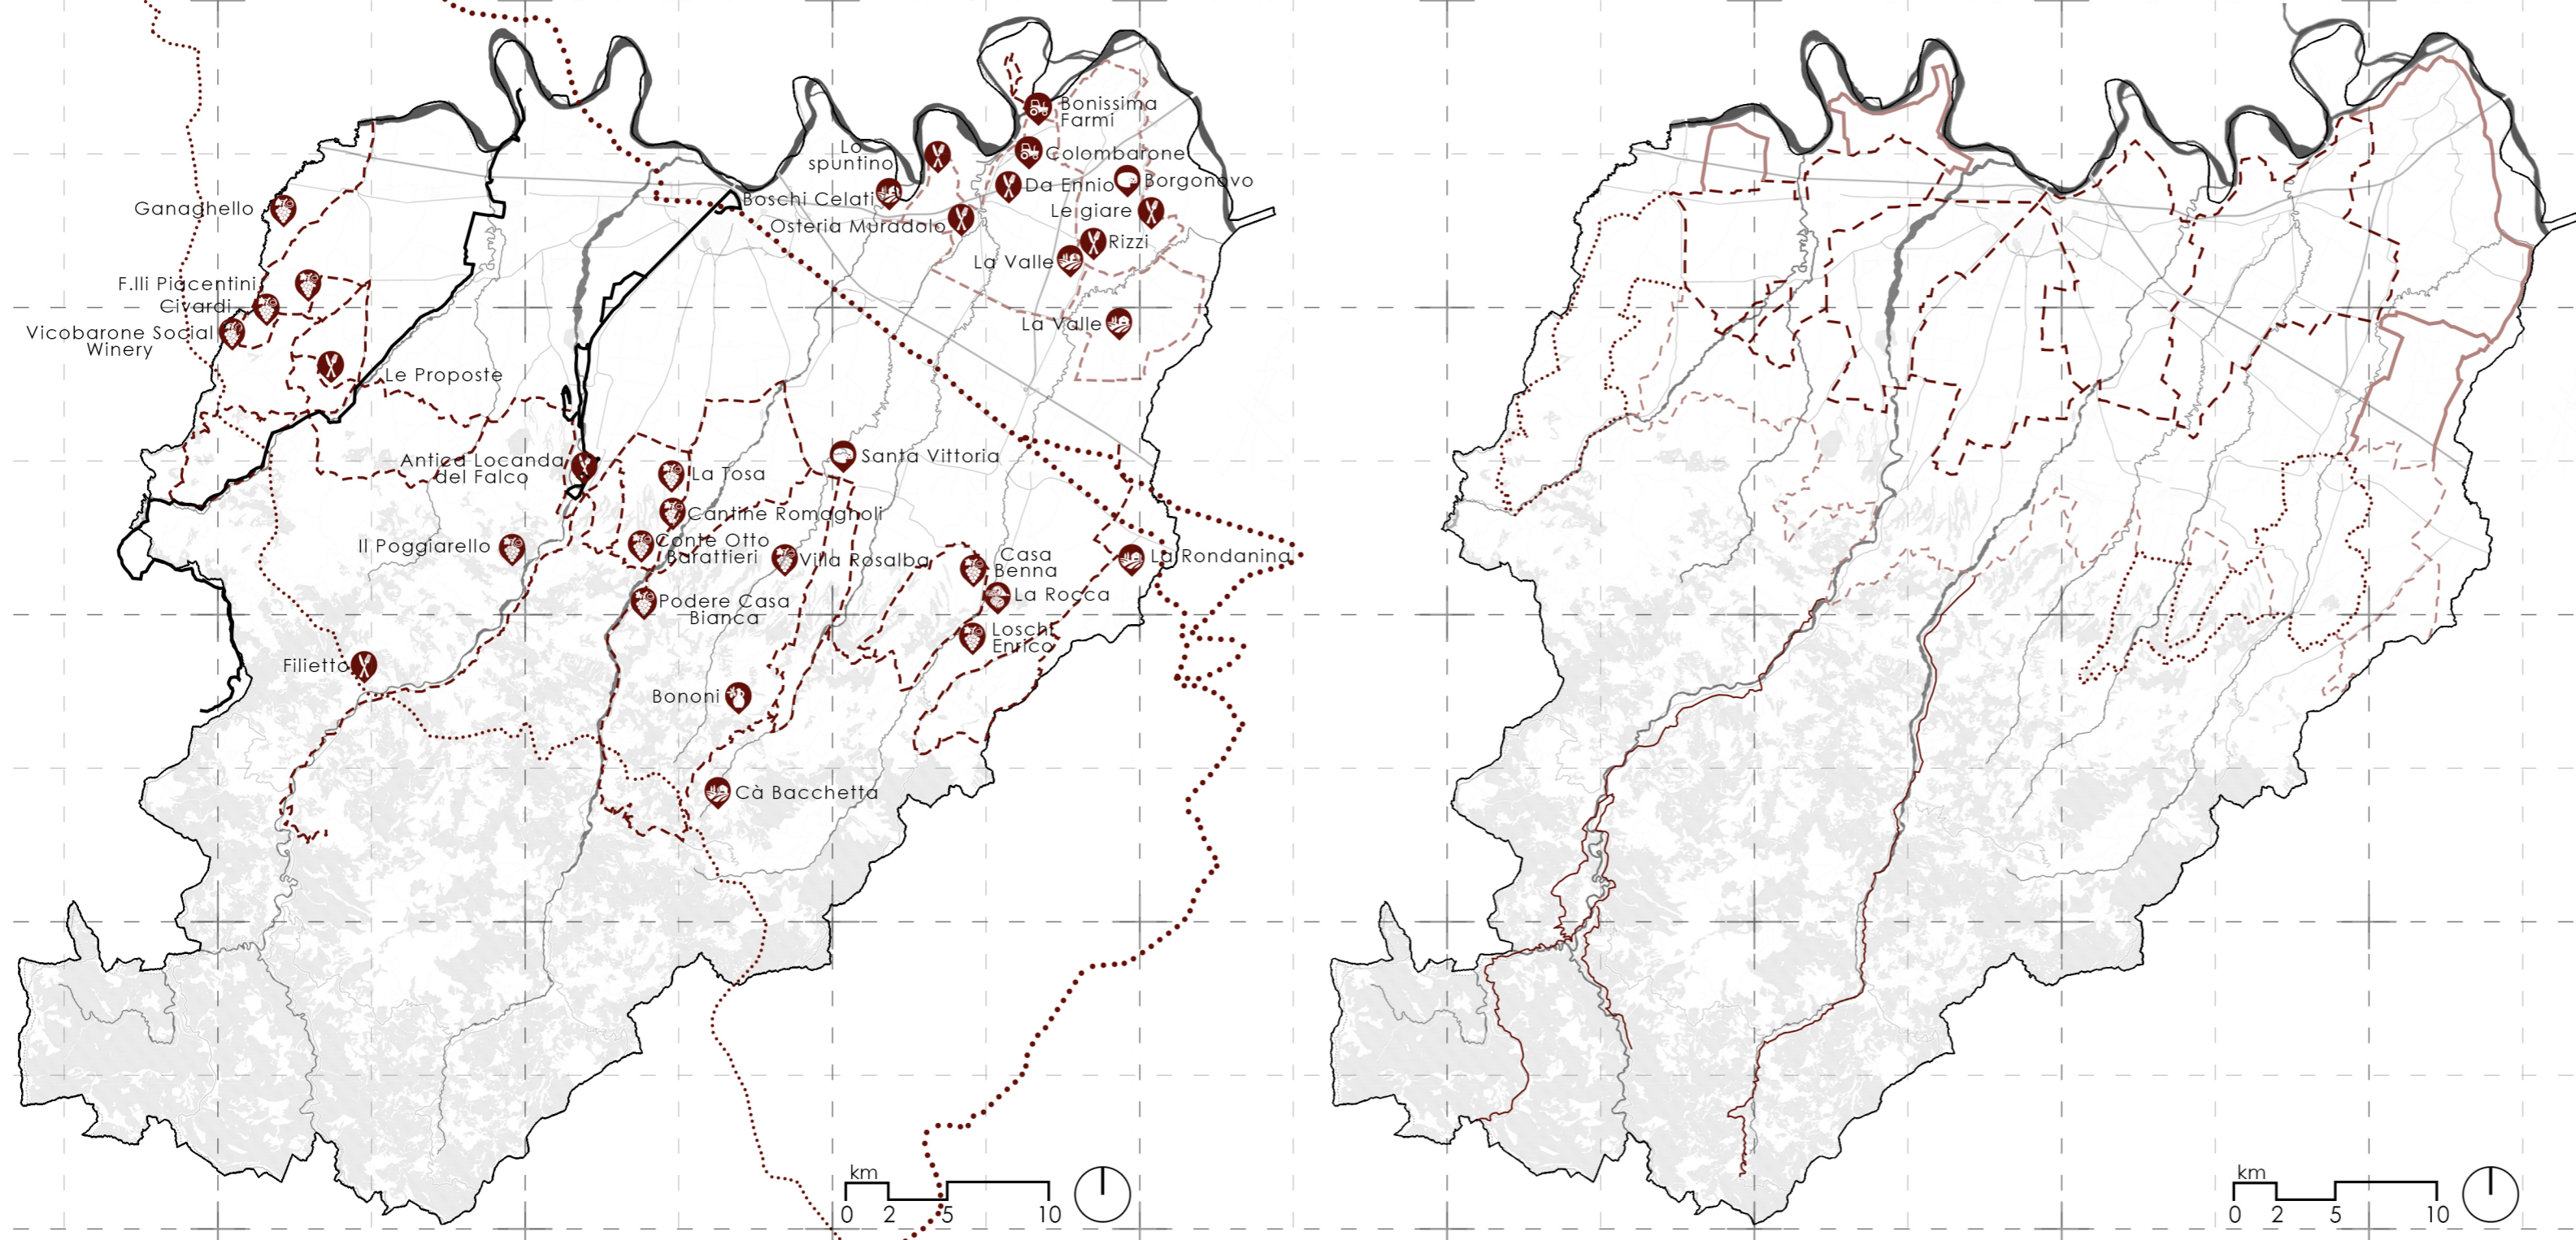 Bonissima
Farmi
Lo
spuntino
Colombarone
Boschi Celati
Da Ennio
Borgonovo
Ganaghello
Le giare
Osteria Muradolo
Rizzi
La Valle
F.lli Piacentini
Civardi
La Valle
Vicobarone Social
Winery
Le Proposte
Antica Locanda
del Falco
Santa Vittoria
La Tosa
Cantine Romagnoli
Il Poggiarello
Conte Otto
Barattieri
Villa Rosalba
Casa
Benna
La Rondanina
La Rocca
Podere Casa
Bianca
Loschi
Enrico
Filietto
Bononi
Cà Bacchetta
km
0 2 5 10
km
0 2 5 10